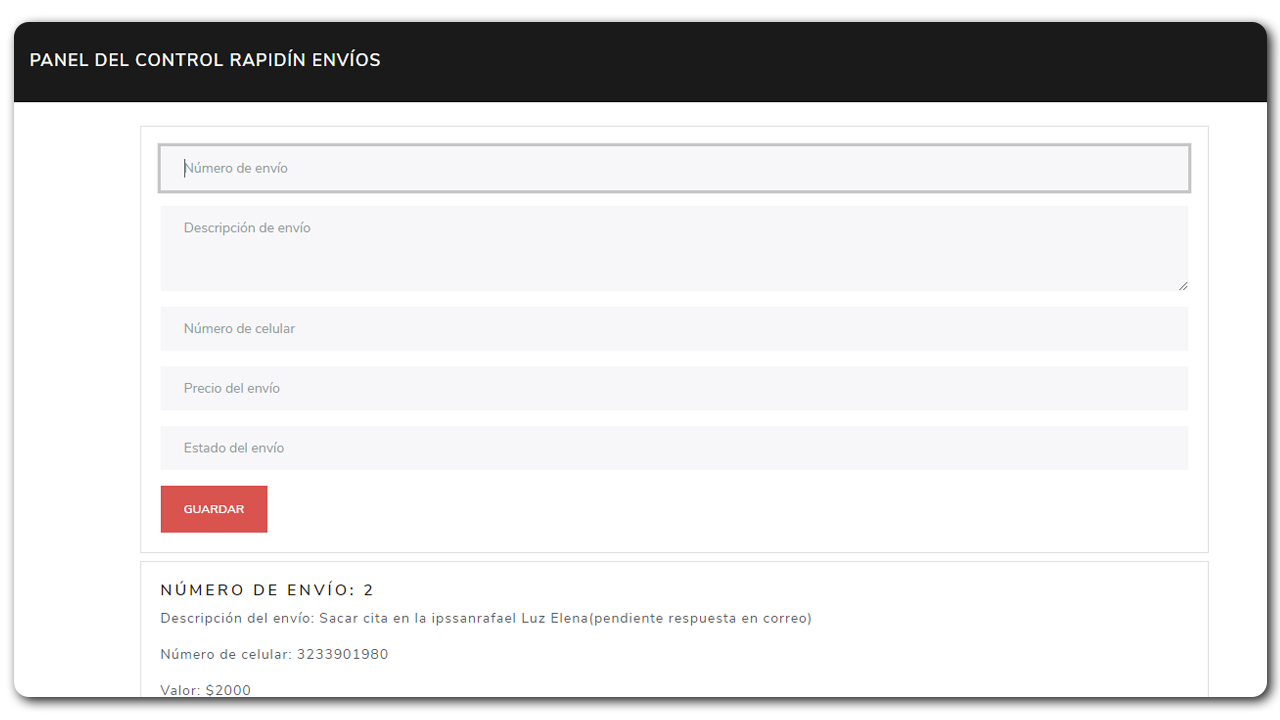 PANEL DEL CONTROL RAPIDÍN ENVÍOS
Número de envío
Descripción de envío
Número de celular
Precio del envío
Estado del envío
GUARDAR
NÚMERO DE ENVÍO: 2
Descripción del envío: Sacar cita en la ipssanrafael Luz Elena(pendiente respuesta en correo)
Número de celular: 3233901980
Valor: $2000